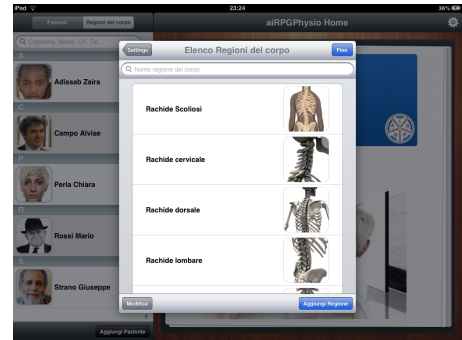 iPad
23:24
36%
Pazienti
Regioni del corpo
aiRPGPhysio Home
Cognome, Nome, CF, Da...
Settings
Elenco Regioni del corpo
Fine
Nome regione del corpo
A
Adissab Zaira
C
Campo Alvise
P
Perla Chiara
R
Rossi Mario
S
Strano Giuseppe
Rachide Scoliosi
Rachide cervicale
Rachide dorsale
Rachide lombare
Modifica
Aggiungi Regione
Aggiungi Paziente